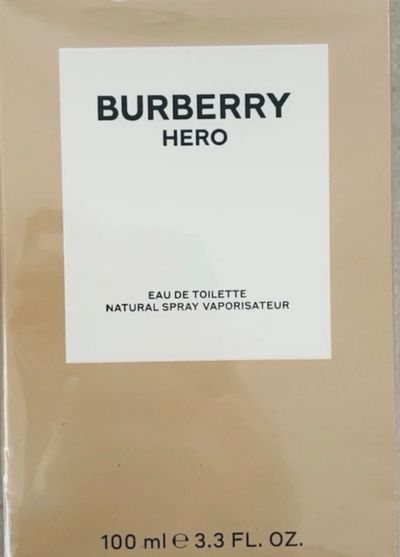 BURBERRY
HERO
EAU DE TOILETTE
NATURAL SPRAY VAPORISATEUR
100 ml ℮ 3.3 FL. OZ.